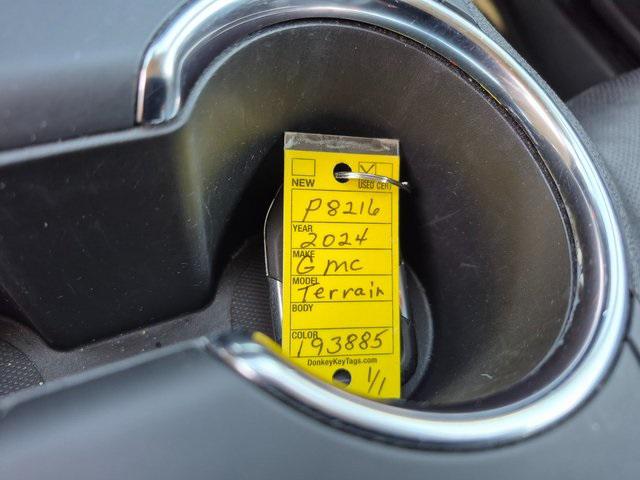 NEW USED CERT
P8216
YEAR
2024
MAKE
GMC
MODEL
Terrain
BODY
COLOR
193885
DonkeyKeyTags.com
1/1